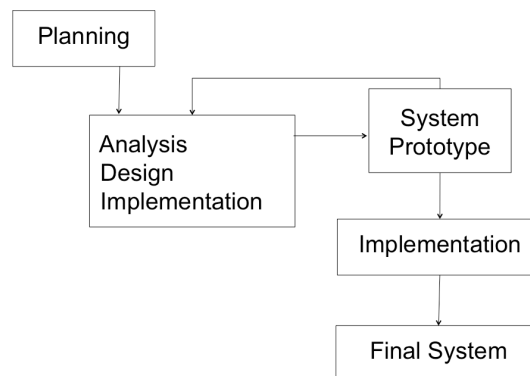 Planning
Analysis
Design
Implementation
System
Prototype
Implementation
Final System